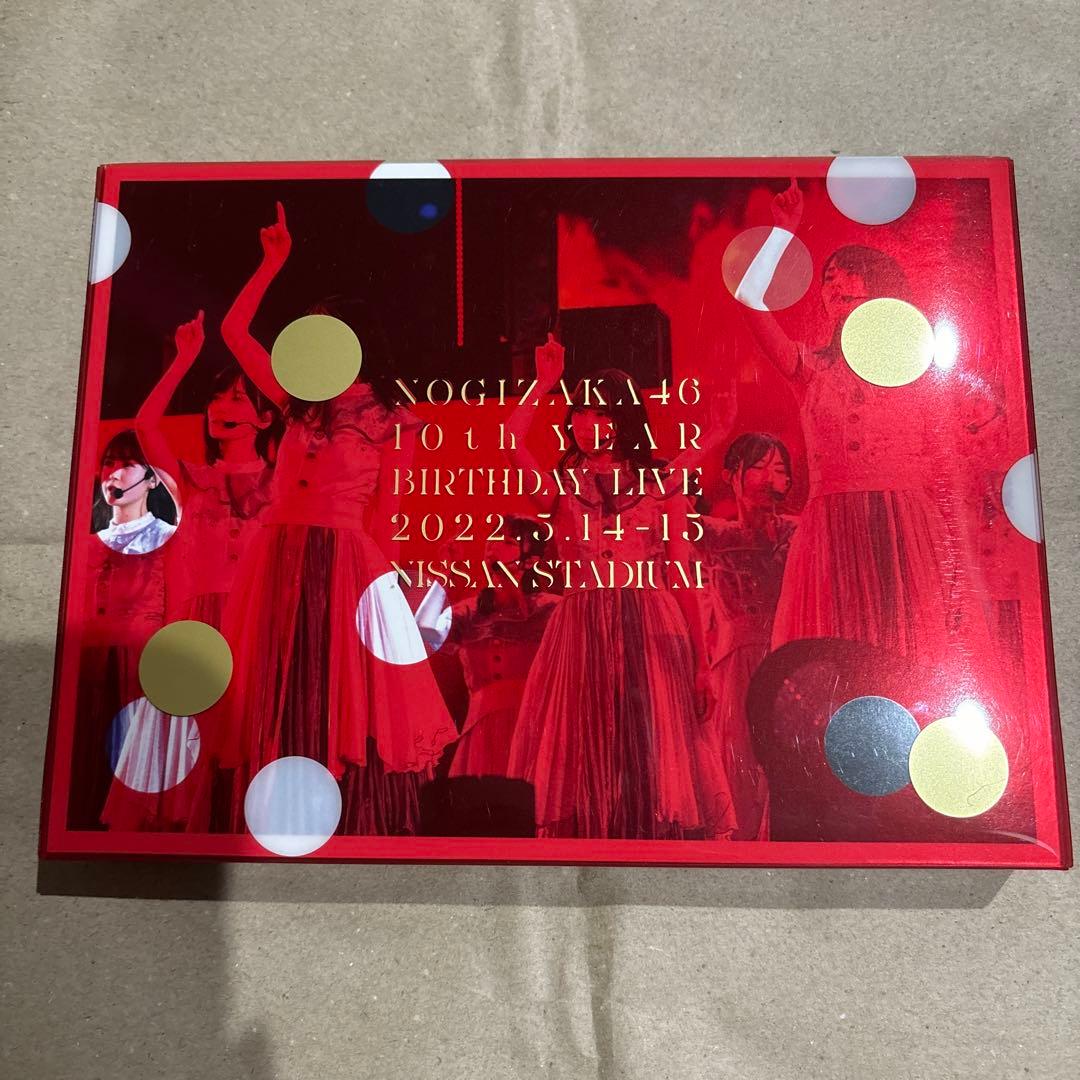 NOGIZAKA46
10th YEAR
BIRTHDAY LIVE
2022.5.14-15
NISSAN STADIUM